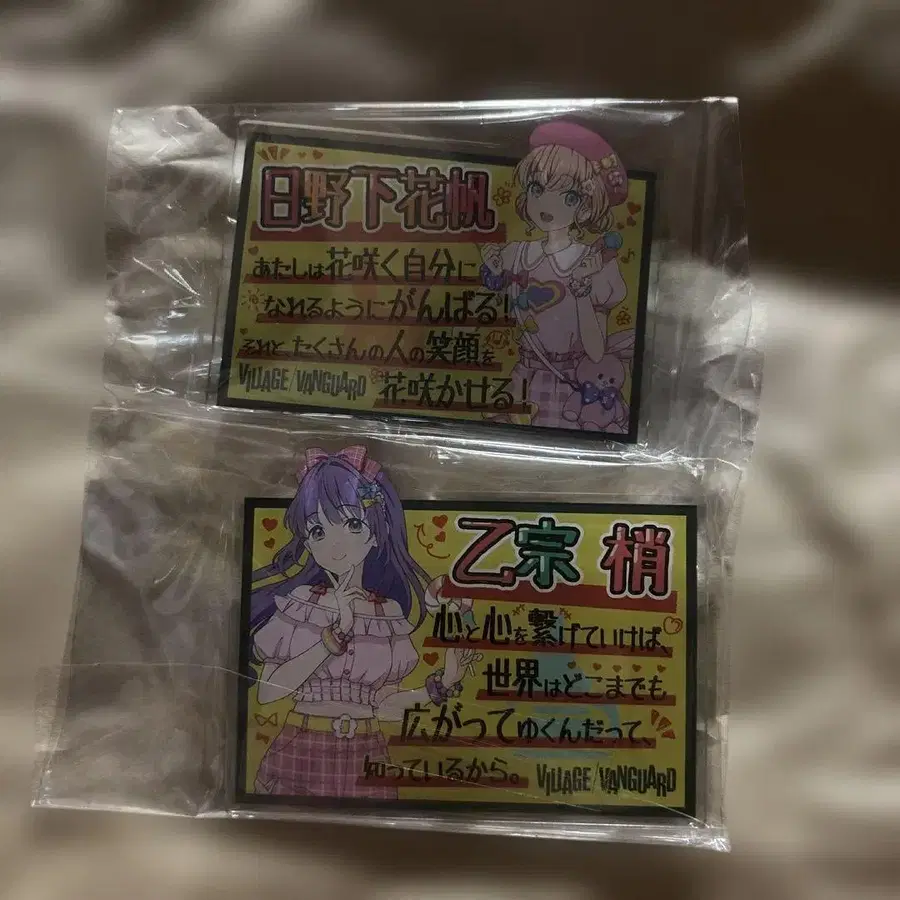 日野下花帆
あたしは花咲く自分に
なれるようにがんばる!
それと、たくさんの人の笑顔を
VILLAGE/VANGUARD 花咲かせる!
乙宗 梢
心と心を繋げていけば、
世界はどこまでも
広がってゆくんだって、
知っているから。 VILLAGE/VANGUARD